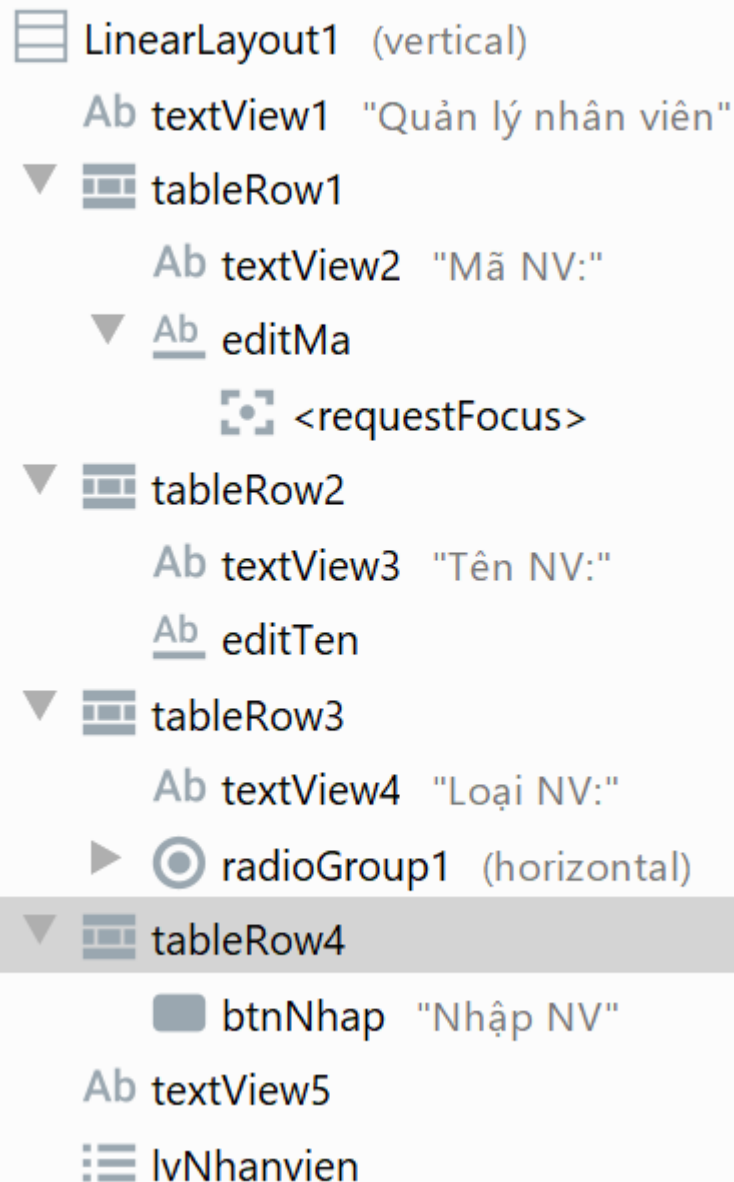 LinearLayout1 (vertical)
Ab textView1 "Quản lý nhân viên"
tableRow1
Ab textView2 "Mã NV:"
Ab editMa
<requestFocus>
tableRow2
Ab textView3 "Tên NV:"
Ab editTen
tableRow3
Ab textView4 "Loại NV:"
radioGroup1 (horizontal)
tableRow4
btnNhap "Nhập NV"
Ab textView5
lvNhanvien